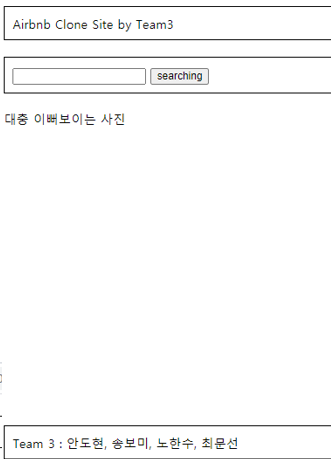 Airbnb Clone Site by Team3
searching
대충 이뻐보이는 사진
Team 3 : 안도현, 송보미, 노한수, 최문선